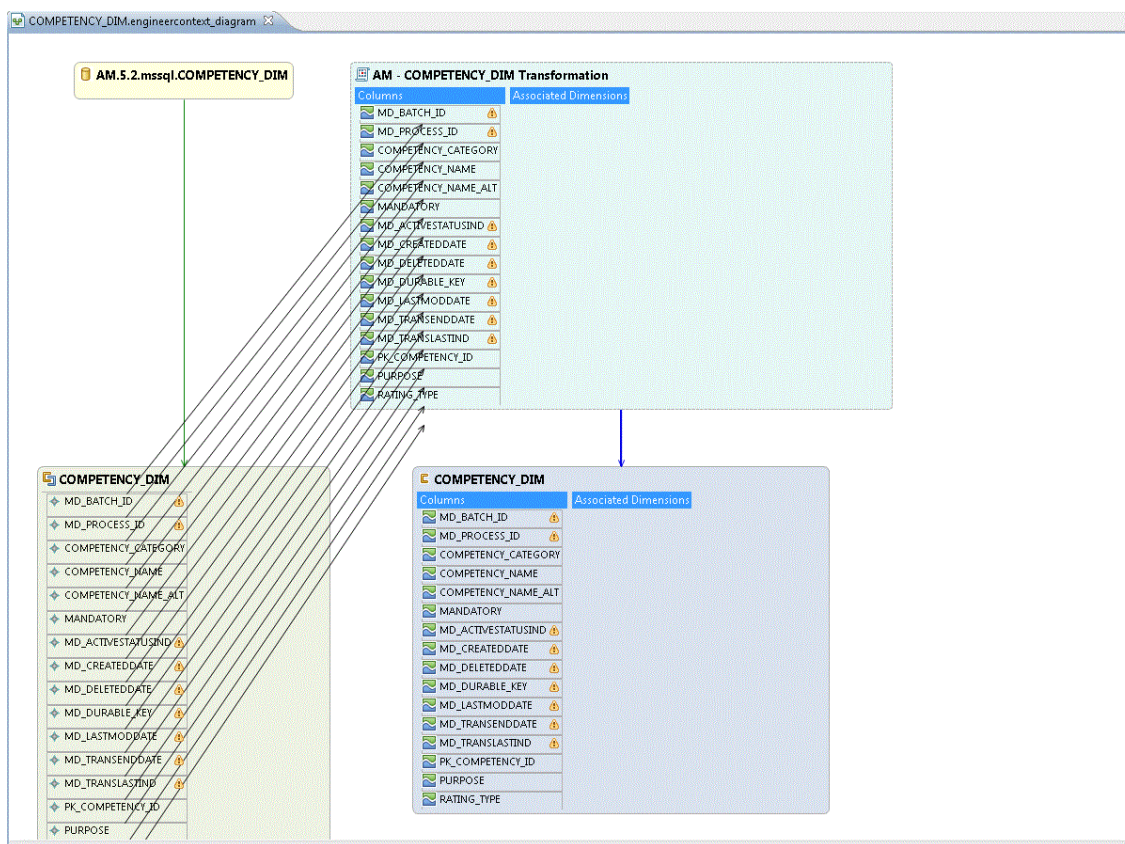 COMPETENCY_DIM.engineercontext_diagram
AM.5.2.mssql.COMPETENCY_DIM
AM - COMPETENCY_DIM Transformation
Columns
Associated Dimensions
MD_BATCH_ID
MD_PROCESS_ID
COMPETENCY_CATEGORY
COMPETENCY_NAME
COMPETENCY_NAME_ALT
MANDATORY
MD_ACTIVESTATUSIND
MD_CREATEDDATE
MD_DELETEDDATE
MD_DURABLE_KEY
MD_LASTMODDATE
MD_TRANSENDDATE
MD_TRANSLASTIND
PK_COMPETENCY_ID
PURPOSE
RATING_TYPE
COMPETENCY_DIM
MD_BATCH_ID
MD_PROCESS_ID
COMPETENCY_CATEGORY
COMPETENCY_NAME
COMPETENCY_NAME_ALT
MANDATORY
MD_ACTIVESTATUSIND
MD_CREATEDDATE
MD_DELETEDDATE
MD_DURABLE_KEY
MD_LASTMODDATE
MD_TRANSENDDATE
MD_TRANSLASTIND
PK_COMPETENCY_ID
PURPOSE
COMPETENCY_DIM
Columns
Associated Dimensions
MD_BATCH_ID
MD_PROCESS_ID
COMPETENCY_CATEGORY
COMPETENCY_NAME
COMPETENCY_NAME_ALT
MANDATORY
MD_ACTIVESTATUSIND
MD_CREATEDDATE
MD_DELETEDDATE
MD_DURABLE_KEY
MD_LASTMODDATE
MD_TRANSENDDATE
MD_TRANSLASTIND
PK_COMPETENCY_ID
PURPOSE
RATING_TYPE